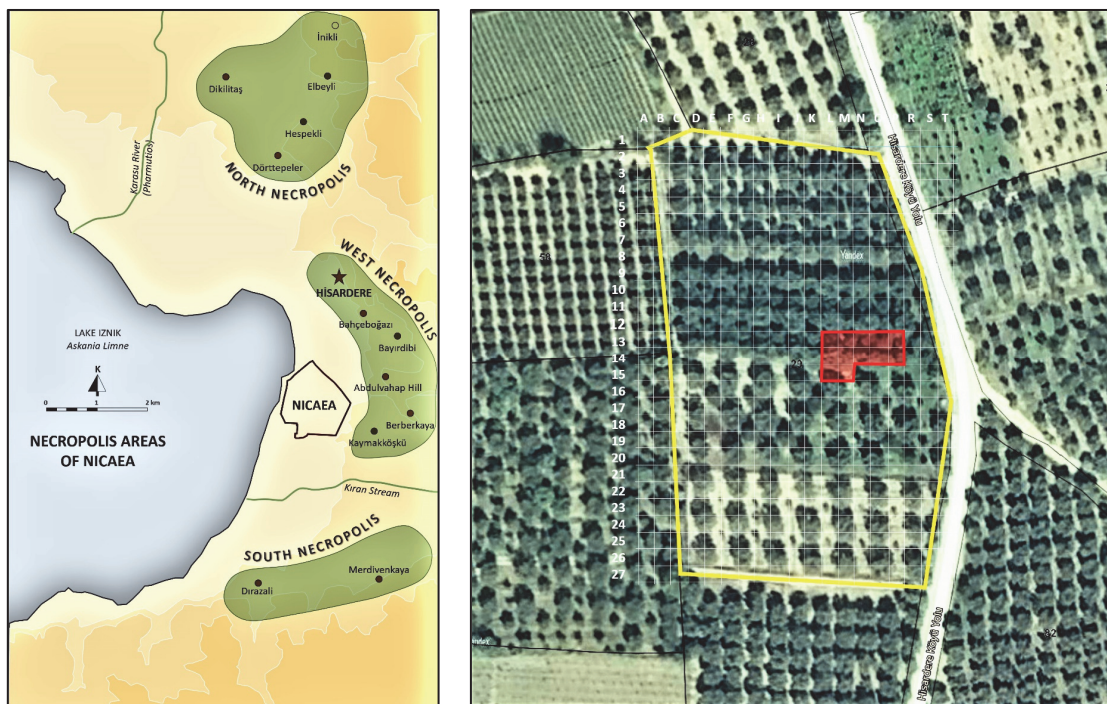 İnikli
Dikilitaş
Elbeyli
Hespekli
Dörttepeler
NORTH NECROPOLIS
Karasu River
(Pharmutios)
WEST NECROPOLIS
HİSARDERE
Bahçeboğazı
Bayırdibi
LAKE IZNIK
Askania Limne
K
0 1 2 km
Abdulvahap Hill
NICAEA
Berberkaya
Kaymakköşkü
NECROPOLIS AREAS
OF NICAEA
Kıran Stream
SOUTH NECROPOLIS
Merdivenkaya
Dırazali
A B C D E F G H I K L M N R S T
1
2
3
4
5
6
7
8
9
10
11
12
13
14
15
16
17
18
19
20
21
22
23
24
25
26
27
Hisardere Köyü Yolu
Yandex
58
Hisardere Köyü Yolu